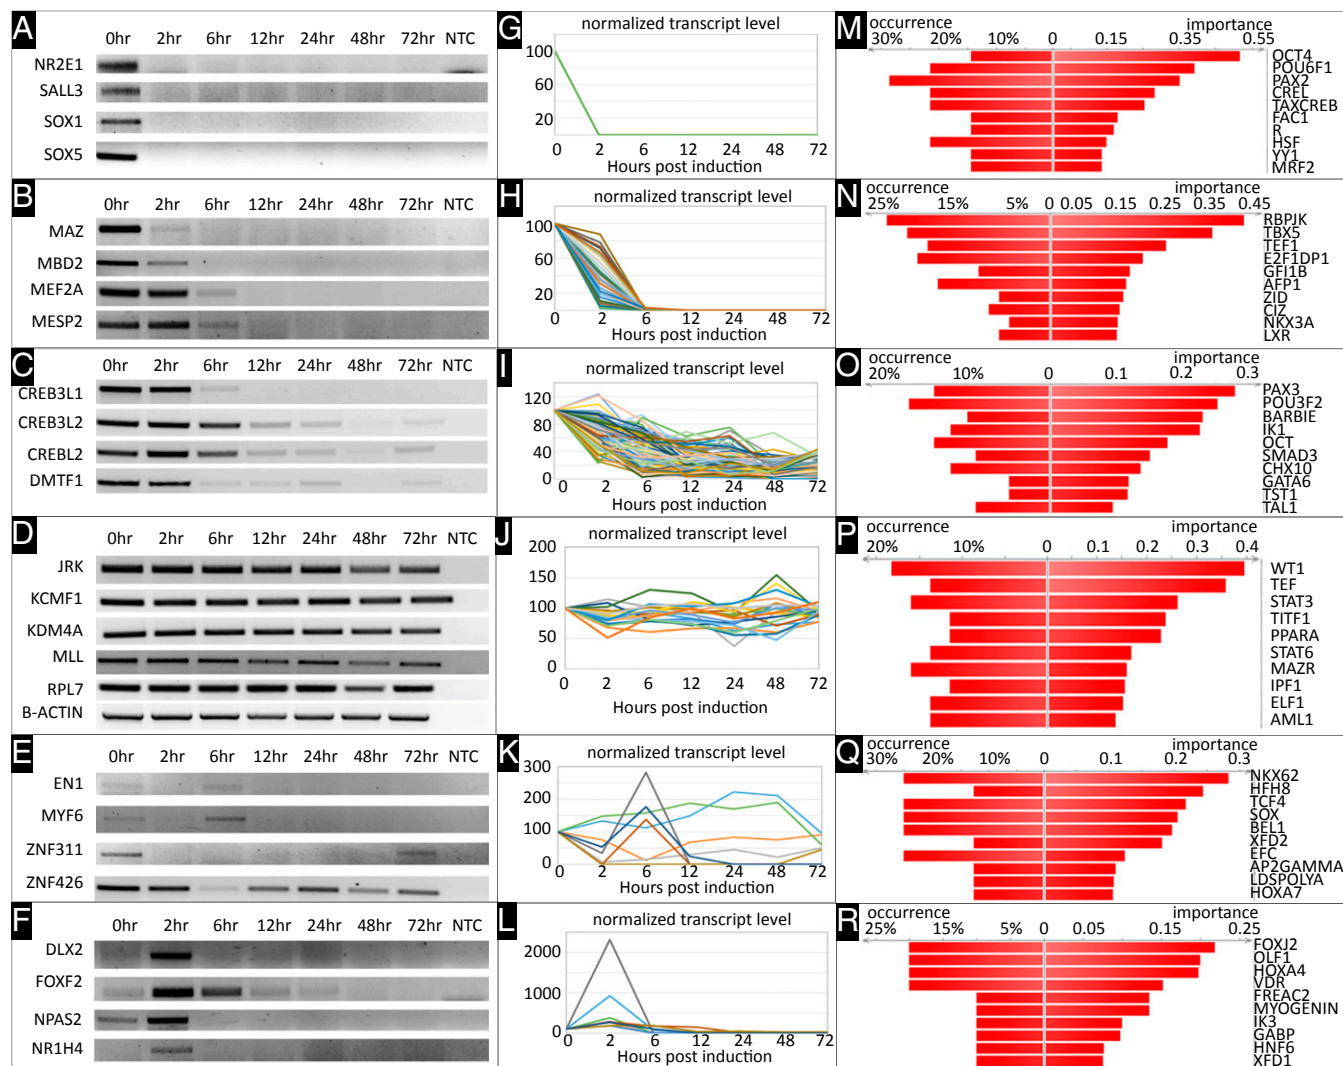 A
0hr 2hr 6hr 12hr 24hr 48hr 72hr NTC
NR2E1
SALL3
SOX1
SOX5
G
normalized transcript level
100
60
20
0 2 6 12 24 48 72
Hours post induction
M
occurrence importance
30% 20% 10% 0 0.15 0.35 0.55
OCT4
POU6F1
PAX2
CREL
TAXCREB
FAC1
R
HSF
YY1
MRF2
B
0hr 2hr 6hr 12hr 24hr 48hr 72hr NTC
MAZ
MBD2
MEF2A
MESP2
H
normalized transcript level
100
60
20
0 2 6 12 24 48 72
Hours post induction
N
occurrence importance
25% 15% 5% 0 0.05 0.15 0.25 0.35 0.45
RBPJK
TBX5
TEF1
E2F1DP1
GFI1B
AFP1
ZID
CIZ
NKX3A
LXR
C
0hr 2hr 6hr 12hr 24hr 48hr 72hr NTC
CREB3L1
CREB3L2
CREBL2
DMTF1
I
normalized transcript level
120
80
40
0
0 2 6 12 24 48 72
Hours post induction
O
occurrence importance
20% 10% 0 0.1 0.2 0.3
PAX3
POU3F2
BARBIE
IK1
OCT
SMAD3
CHX10
GATA6
TST1
TAL1
D
0hr 2hr 6hr 12hr 24hr 48hr 72hr NTC
JRK
KCMF1
KDM4A
MLL
RPL7
B-ACTIN
J
normalized transcript level
200
150
100
50
0
0 2 6 12 24 48 72
Hours post induction
P
occurrence importance
20% 10% 0 0.1 0.2 0.3 0.4
WT1
TEF
STAT3
TITF1
PPARA
STAT6
MAZR
IPF1
ELF1
AML1
E
0hr 2hr 6hr 12hr 24hr 48hr 72hr NTC
EN1
MYF6
ZNF311
ZNF426
K
normalized transcript level
300
200
100
0
0 2 6 12 24 48 72
Hours post induction
Q
occurrence importance
30% 20% 10% 0 0.1 0.2 0.3
NKX62
HFH8
TCF4
SOX
BEL1
XFD2
EFC
AP2GAMMA
LDSPOLYA
HOXA7
F
0hr 2hr 6hr 12hr 24hr 48hr 72hr NTC
DLX2
FOXF2
NPAS2
NR1H4
L
normalized transcript level
2000
1000
0
0 2 6 12 24 48 72
Hours post induction
R
occurrence importance
25% 15% 5% 0 0.05 0.15 0.25
FOXJ2
OLF1
HOXA4
VDR
FREAC2
MYOGENIN
IK3
GABP
HNF6
XFD1